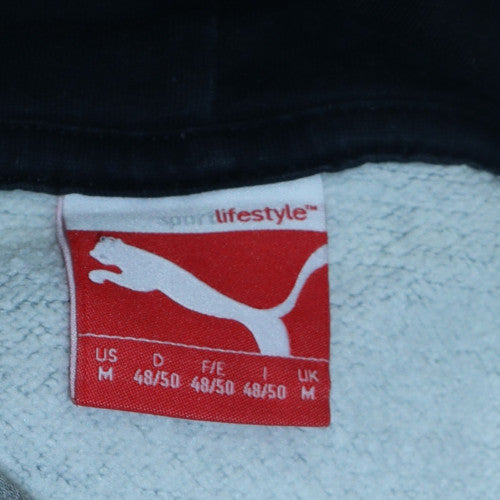 sportlifestyle™
US D F/E I UK
M 48/50 48/50 48/50 M